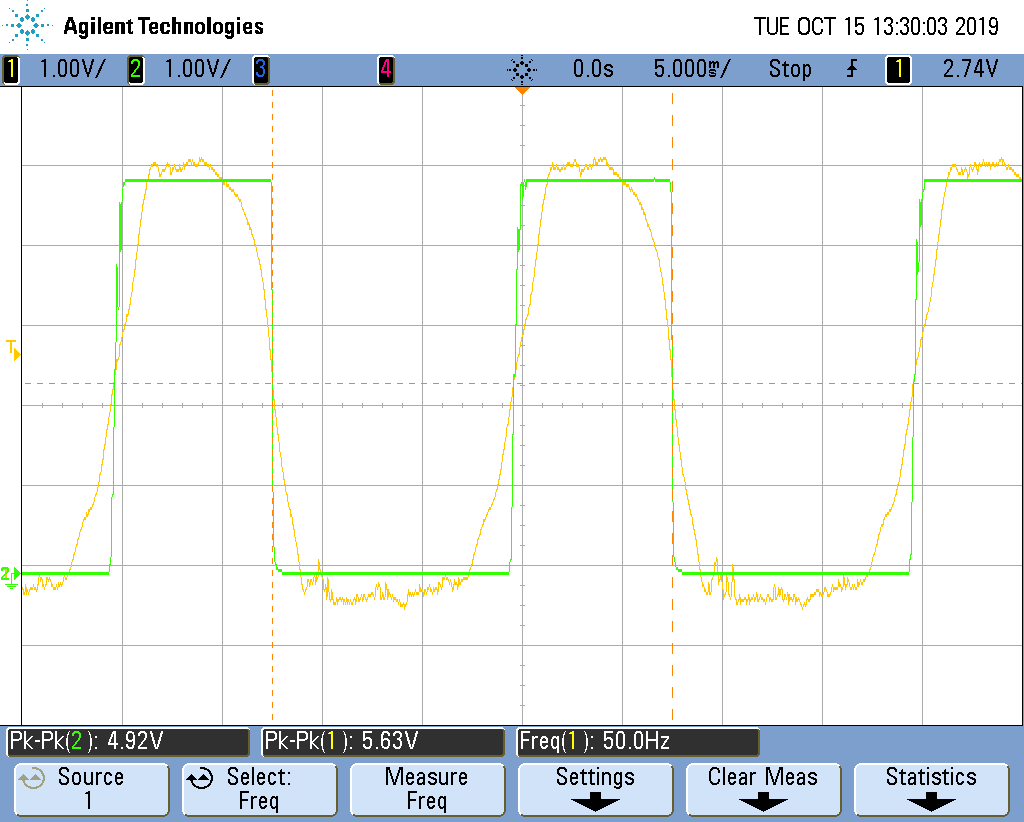 Agilent Technologies
TUE OCT 15 13:30:03 2019
1 1.00V/ 2 1.00V/ 3 4 0.0s 5.000ms/ Stop 1 2.74V
T
2
Pk-Pk(2): 4.92V Pk-Pk(1): 5.63V Freq(1): 50.0Hz
Source Select: Measure Settings Clear Meas Statistics
1 Freq Freq